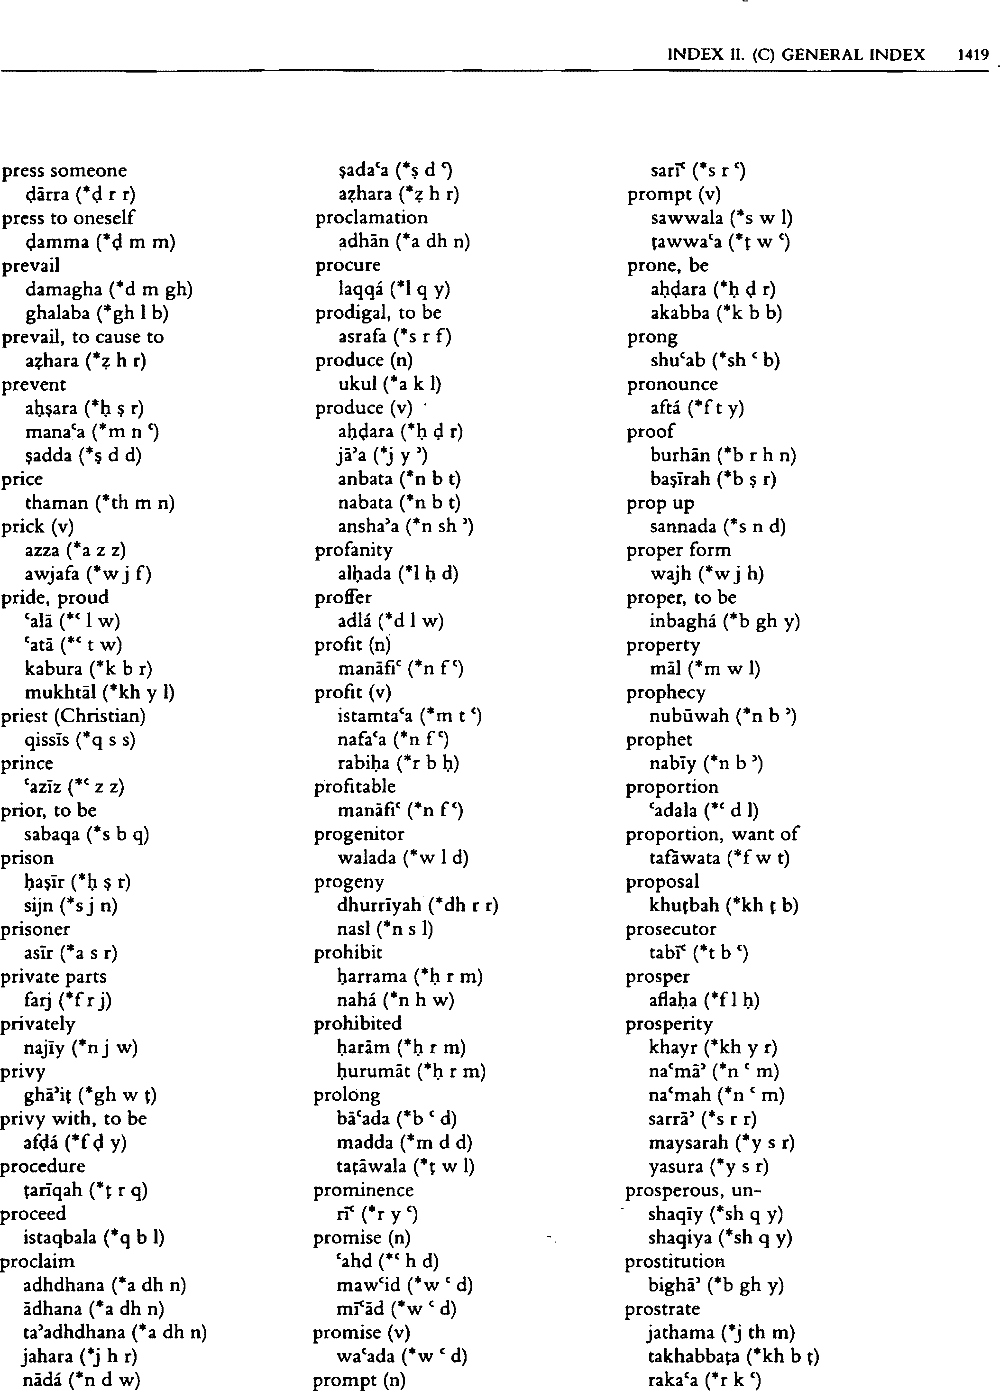 INDEX II. (C) GENERAL INDEX 1419
press someone
ḍārra (*ḍ r r)
press to oneself
ḍamma (*ḍ m m)
prevail
damagha (*d m gh)
ghalaba (*gh l b)
prevail, to cause to
aẓhara (*ẓ h r)
prevent
aḥṣara (*ḥ ṣ r)
manaʿa (*m n ʿ)
ṣadda (*ṣ d d)
price
thaman (*th m n)
prick (v)
azza (*a z z)
awjafa (*w j f)
pride, proud
ʿalā (*ʿ l w)
ʿatā (*ʿ t w)
kabura (*k b r)
mukhtāl (*kh y l)
priest (Christian)
qissīs (*q s s)
prince
ʿazīz (*ʿ z z)
prior, to be
sabaqa (*s b q)
prison
ḥaṣīr (*ḥ ṣ r)
sijn (*s j n)
prisoner
asīr (*a s r)
private parts
farj (*f r j)
privately
najīy (*n j w)
privy
ghāʾiṭ (*gh w ṭ)
privy with, to be
afḍá (*f ḍ y)
procedure
ṭarīqah (*ṭ r q)
proceed
istaqbala (*q b l)
proclaim
adhdhana (*a dh n)
ādhana (*a dh n)
taʾadhdhana (*a dh n)
jahara (*j h r)
nādá (*n d w)
ṣadaʿa (*ṣ d ʿ)
aẓhara (*ẓ h r)
proclamation
adhān (*a dh n)
procure
laqqá (*l q y)
prodigal, to be
asrafa (*s r f)
produce (n)
ukul (*a k l)
produce (v)
aḥḍara (*ḥ ḍ r)
jāʾa (*j y ʾ)
anbata (*n b t)
nabata (*n b t)
anshaʾa (*n sh ʾ)
profanity
alḥada (*l ḥ d)
proffer
adlá (*d l w)
profit (n)
manāfiʿ (*n f ʿ)
profit (v)
istamtaʿa (*m t ʿ)
nafaʿa (*n f ʿ)
rabiḥa (*r b ḥ)
profitable
manāfiʿ (*n f ʿ)
progenitor
walada (*w l d)
progeny
dhurrīyah (*dh r r)
nasl (*n s l)
prohibit
ḥarrama (*ḥ r m)
nahá (*n h w)
prohibited
ḥarām (*ḥ r m)
ḥurumāt (*ḥ r m)
prolong
bāʿada (*b ʿ d)
madda (*m d d)
taṭāwala (*ṭ w l)
prominence
rīʿ (*r y ʿ)
promise (n)
ʿahd (*ʿ h d)
mawʿid (*w ʿ d)
mīʿād (*w ʿ d)
promise (v)
waʿada (*w ʿ d)
prompt (n)
sarīʿ (*s r ʿ)
prompt (v)
sawwala (*s w l)
ṭawwaʿa (*ṭ w ʿ)
prone, be
aḥḍara (*ḥ ḍ r)
akabba (*k b b)
prong
shuʿab (*sh ʿ b)
pronounce
aftá (*f t y)
proof
burhān (*b r h n)
baṣīrah (*b ṣ r)
prop up
sannada (*s n d)
proper form
wajh (*w j h)
proper, to be
inbaghá (*b gh y)
property
māl (*m w l)
prophecy
nubūwah (*n b ʾ)
prophet
nabīy (*n b ʾ)
proportion
ʿadala (*ʿ d l)
proportion, want of
tafāwata (*f w t)
proposal
khuṭbah (*kh ṭ b)
prosecutor
tabīʿ (*t b ʿ)
prosper
aflaḥa (*f l ḥ)
prosperity
khayr (*kh y r)
naʿmāʾ (*n ʿ m)
naʿmah (*n ʿ m)
sarrāʾ (*s r r)
maysarah (*y s r)
yasura (*y s r)
prosperous, un-
shaqīy (*sh q y)
shaqiya (*sh q y)
prostitution
bighāʾ (*b gh y)
prostrate
jathama (*j th m)
takhabbaṭa (*kh b ṭ)
rakaʿa (*r k ʿ)